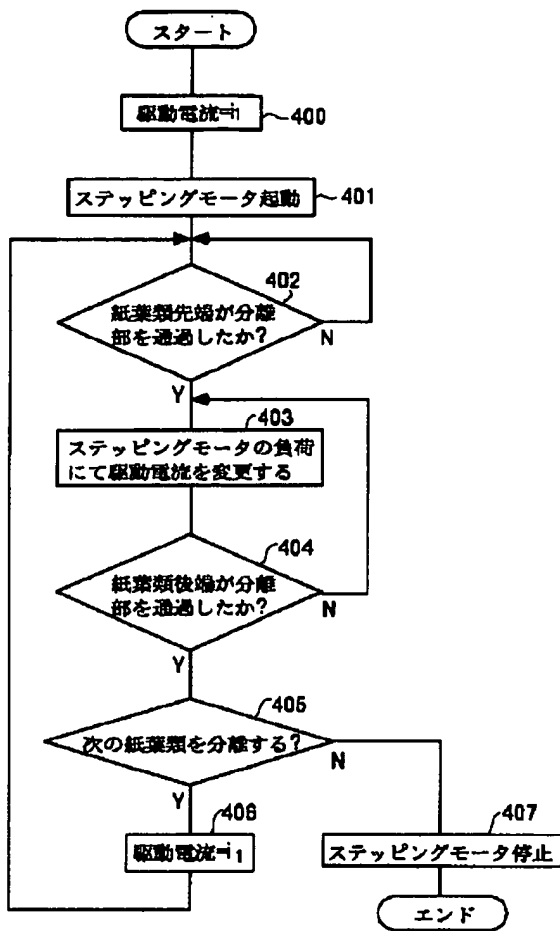 スタート
駆動電流=i1
400
ステッピングモータ起動
401
402
紙葉類先端が分離
部を通過したか?
N
Y
403
ステッピングモータの負荷
にて駆動電流を変更する
404
紙葉類後端が分離
部を通過したか?
N
Y
405
次の紙葉類を分離する?
N
Y
406
駆動電流=i1
407
ステッピングモータ停止
エンド